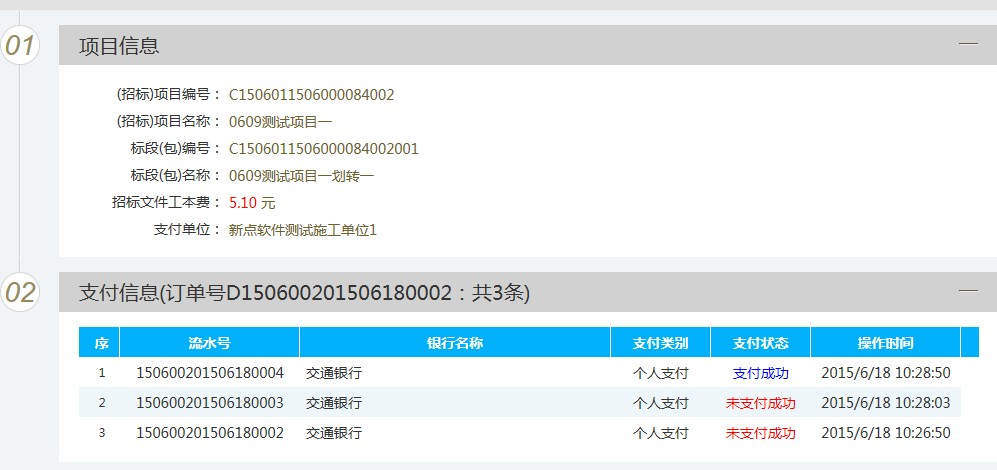 01 项目信息
(招标)项目编号： C1506011506000084002
(招标)项目名称： 0609测试项目一
标段(包)编号： C1506011506000084002001
标段(包)名称： 0609测试项目一划转一
招标文件工本费： 5.10 元
支付单位： 新点软件测试施工单位1
02 支付信息(订单号D150600201506180002：共3条)
序 流水号 银行名称 支付类别 支付状态 操作时间
1 150600201506180004 交通银行 个人支付 支付成功 2015/6/18 10:28:50
2 150600201506180003 交通银行 个人支付 未支付成功 2015/6/18 10:28:03
3 150600201506180002 交通银行 个人支付 未支付成功 2015/6/18 10:26:50